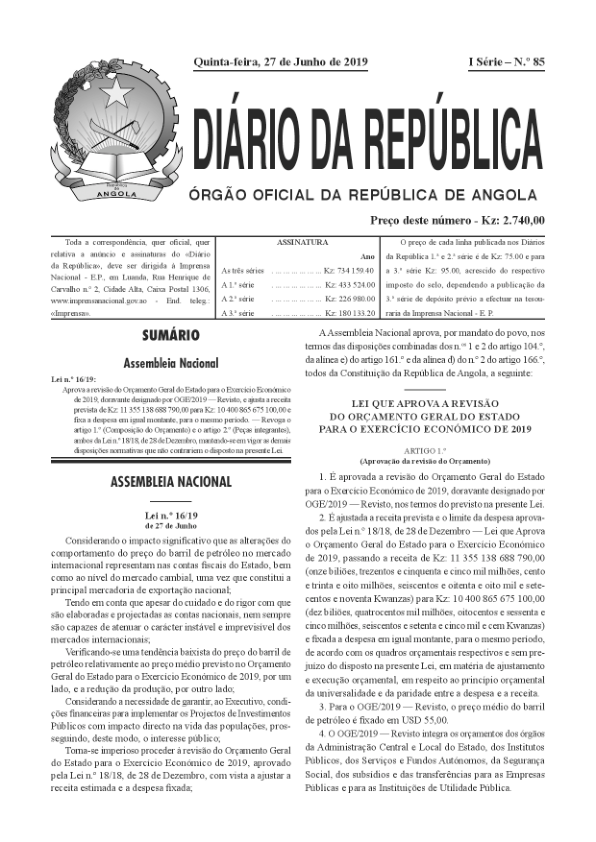 Quinta-feira, 27 de Junho de 2019
I Série – N.º 85
DIÁRIO DA REPÚBLICA
ÓRGÃO OFICIAL DA REPÚBLICA DE ANGOLA
República
de
ANGOLA
Preço deste número - Kz: 2.740,00
Toda a correspondência, quer oficial, quer
relativa a anúncio e assinaturas do «Diário
da República», deve ser dirigida à Imprensa
Nacional - E.P., em Luanda, Rua Henrique de
Carvalho n.º 2, Cidade Alta, Caixa Postal 1306,
www.imprensanacional.gov.ao - End. teleg.:
«Imprensa».
ASSINATURA
Ano
As três séries . ... ... ... ... ... ... Kz: 734 159.40
A 1.ª série . ... ... ... ... ... ... Kz: 433 524.00
A 2.ª série . ... ... ... ... ... ... Kz: 226 980.00
A 3.ª série . ... ... ... ... ... ... Kz: 180 133.20
O preço de cada linha publicada nos Diários
da República 1.ª e 2.ª série é de Kz: 75.00 e para
a 3.ª série Kz: 95.00, acrescido do respectivo
imposto do selo, dependendo a publicação da
3.ª série de depósito prévio a efectuar na tesou-
raria da Imprensa Nacional - E. P.
SUMÁRIO
Assembleia Nacional
Lei n.º 16/19:
Aprova a revisão do Orçamento Geral do Estado para o Exercício Económico
de 2019, doravante designado por OGE/2019 — Revisto, e ajusta a receita
prevista de Kz: 11 355 138 688 790,00 para Kz: 10 400 865 675 100,00 e
fixa a despesa em igual montante, para o mesmo período. — Revoga o
artigo 1.º (Composição do Orçamento) e o artigo 2.º (Peças integrantes),
ambos da Lei n.º 18/18, de 28 de Dezembro, mantendo-se em vigor as demais
disposições normativas que não contrariem o disposto na presente Lei.
ASSEMBLEIA NACIONAL
Lei n.º 16/19
de 27 de Junho
Considerando o impacto significativo que as alterações do
comportamento do preço do barril de petróleo no mercado
internacional representam nas contas fiscais do Estado, bem
como ao nível do mercado cambial, uma vez que constitui a
principal mercadoria de exportação nacional;
Tendo em conta que apesar do cuidado e do rigor com que
são elaboradas e projectadas as contas nacionais, nem sempre
são capazes de atenuar o carácter instável e imprevisível dos
mercados internacionais;
Verificando-se uma tendência baixista do preço do barril de
petróleo relativamente ao preço médio previsto no Orçamento
Geral do Estado para o Exercício Económico de 2019, por um
lado, e a redução da produção, por outro lado;
Considerando a necessidade de garantir, ao Executivo, condi-
ções financeiras para implementar os Projectos de Investimentos
Públicos com impacto directo na vida das populações, pros-
seguindo, deste modo, o interesse público;
Torna-se imperioso proceder à revisão do Orçamento Geral
do Estado para o Exercício Económico de 2019, aprovado
pela Lei n.º 18/18, de 28 de Dezembro, com vista a ajustar a
receita estimada e a despesa fixada;
A Assembleia Nacional aprova, por mandato do povo, nos
termos das disposições combinadas dos n.os 1 e 2 do artigo 104.º,
da alínea e) do artigo 161.º e da alínea d) do n.º 2 do artigo 166.º,
todos da Constituição da República de Angola, a seguinte:
LEI QUE APROVA A REVISÃO
DO ORÇAMENTO GERAL DO ESTADO
PARA O EXERCÍCIO ECONÓMICO DE 2019
ARTIGO 1.º
(Aprovação da revisão do Orçamento)
1. É aprovada a revisão do Orçamento Geral do Estado
para o Exercício Económico de 2019, doravante designado por
OGE/2019 — Revisto, nos termos do previsto na presente Lei.
2. É ajustada a receita prevista e o limite da despesa aprova-
dos pela Lei n.º 18/18, de 28 de Dezembro — Lei que Aprova
o Orçamento Geral do Estado para o Exercício Económico
de 2019, passando a receita de Kz: 11 355 138 688 790,00
(onze biliões, trezentos e cinquenta e cinco mil milhões, cento
e trinta e oito milhões, seiscentos e oitenta e oito mil e sete-
centos e noventa Kwanzas) para Kz: 10 400 865 675 100,00
(dez biliões, quatrocentos mil milhões, oitocentos e sessenta e
cinco milhões, seiscentos e setenta e cinco mil e cem Kwanzas)
e fixada a despesa em igual montante, para o mesmo período,
de acordo com os quadros orçamentais respectivos e sem pre-
juízo do disposto na presente Lei, em matéria de ajustamento
e execução orçamental, em respeito ao princípio orçamental
da universalidade e da paridade entre a despesa e a receita.
3. Para o OGE/2019 — Revisto, o preço médio do barril
de petróleo é fixado em USD 55,00.
4. O OGE/2019 — Revisto integra os orçamentos dos órgãos
da Administração Central e Local do Estado, dos Institutos
Públicos, dos Serviços e Fundos Autónomos, da Segurança
Social, dos subsídios e das transferências para as Empresas
Públicas e para as Instituições de Utilidade Pública.